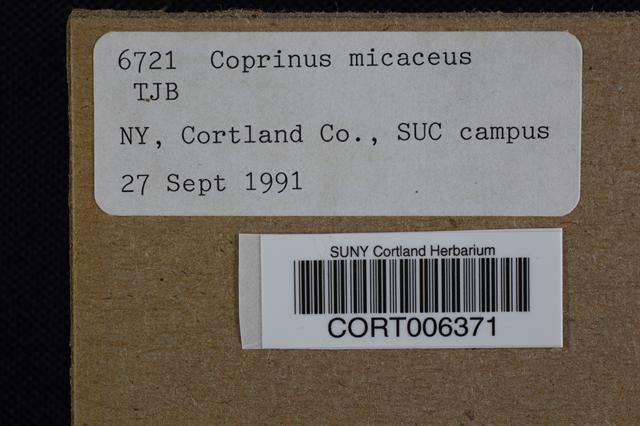 6721 Coprinus micaceus
TJB
NY, Cortland Co., SUC campus
27 Sept 1991
SUNY Cortland Herbarium
CORT006371